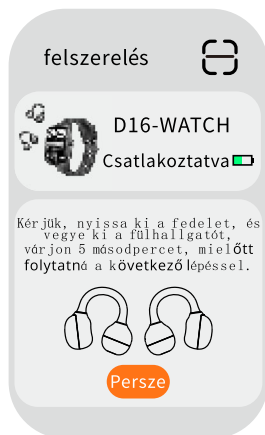 felszerelés
D16-WATCH
Csatlakoztatva
Kérjük, nyissa ki a fedelet, és
vegye ki a fülhallgatót,
várjon 5 másodpercet, mielőtt
folytatná a következő lépéssel.
Persze